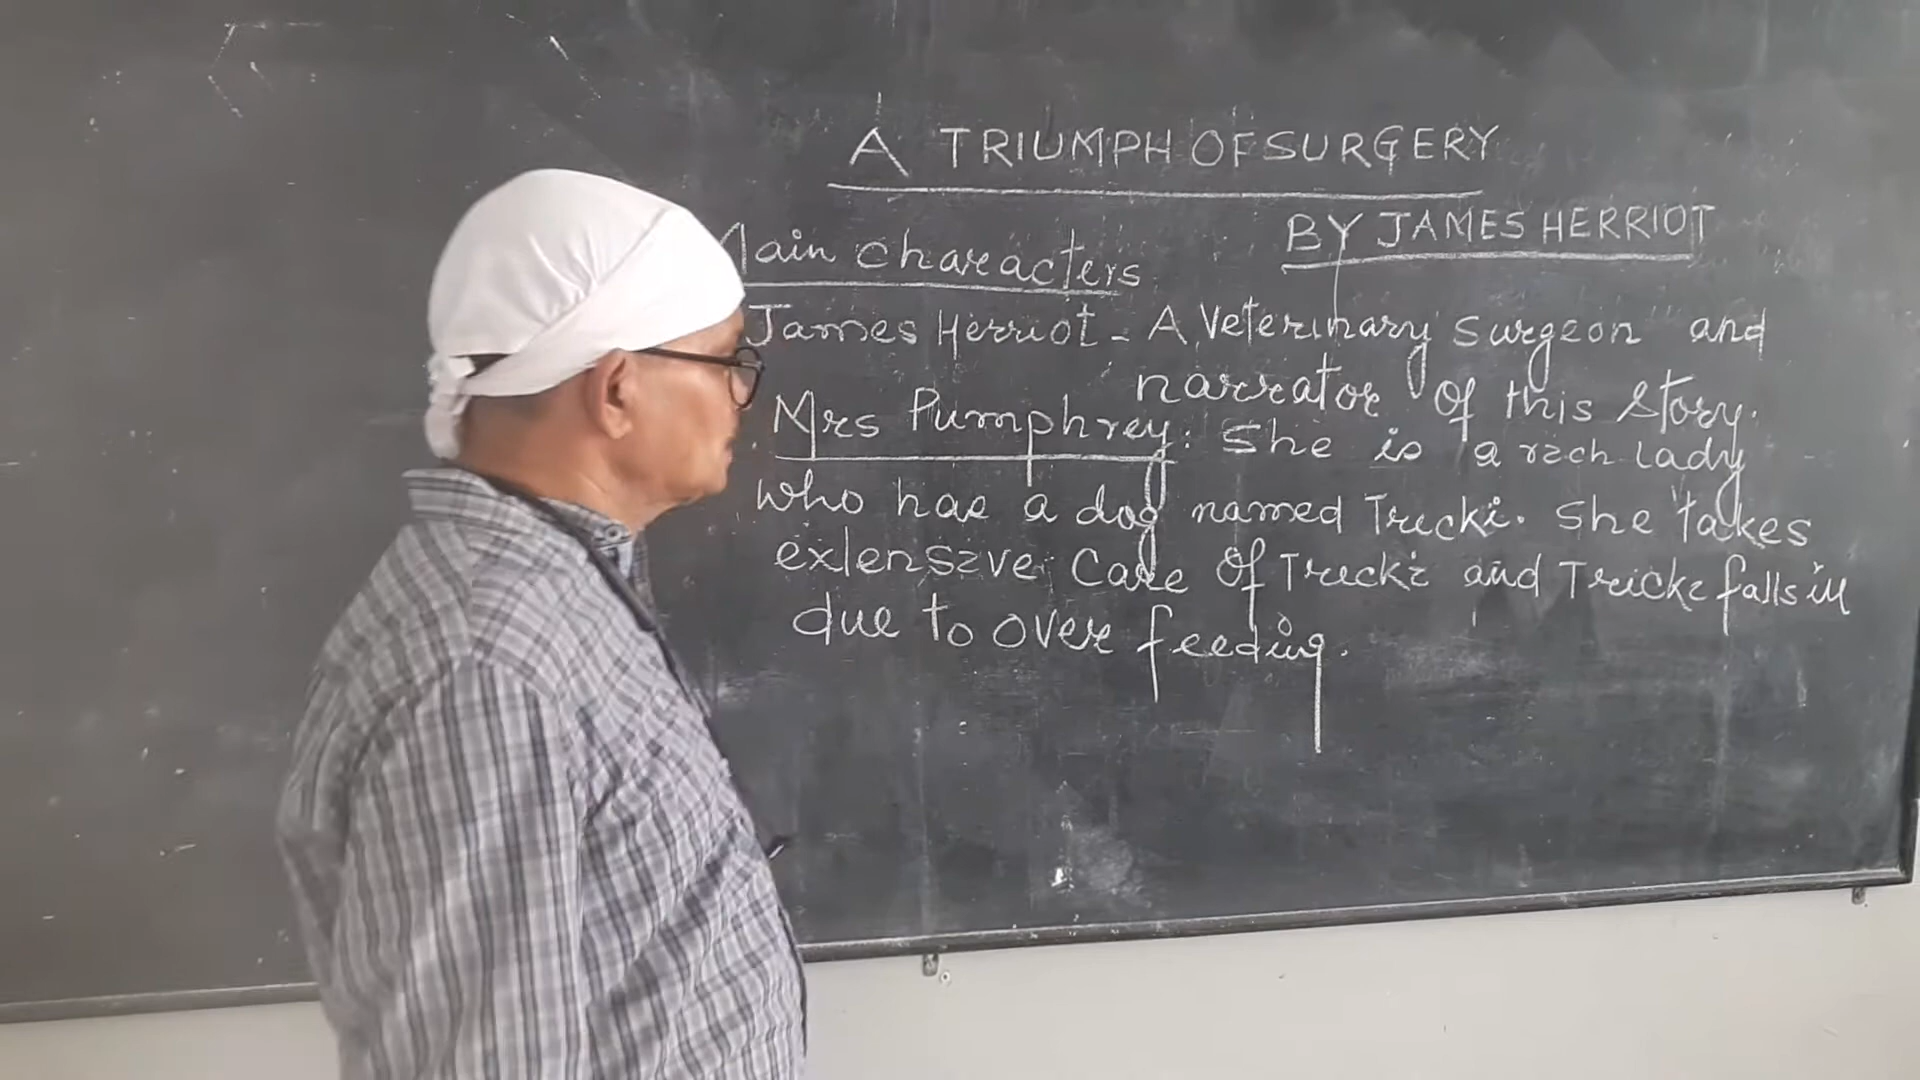 A TRIUMPH OF SURGERY
BY JAMES HERRIOT
Main characters
James Herriot - A Veterinary Surgeon and
narrator of this Story.
Mrs Pumphrey: She is a rich lady
who has a dog named Tricki. She takes
extensive care of Tricki and Tricki falls ill
due to over feeding.